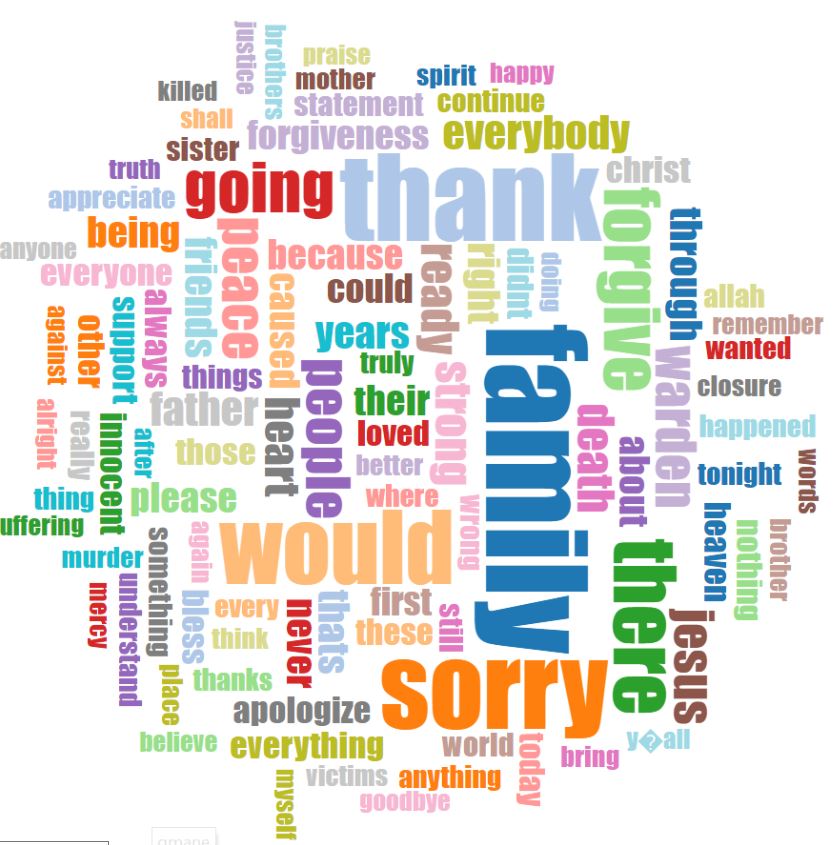 justice
brothers
praise
mother
spirit
happy
killed
statement
continue
shall
forgiveness
everybody
sister
truth
going
thank
christ
appreciate
being
forgive
through
anyone
peace
because
ready
right
didnt
doing
everyone
friends
caused
could
allah
against
other
support
always
years
remember
wanted
things
people
truly
family
warden
closure
father
heart
their
strong
loved
death
alright
really
innocent
after
those
better
about
happened
tonight
words
thing
please
where
wrong
uffering
would
heaven
nothing
brother
murder
something
again
there
mercy
understand
bless
every
never
thats
first
still
jesus
think
these
place
thanks
sorry
apologize
believe
everything
world
today
bring
y�all
myself
victims
anything
goodbye